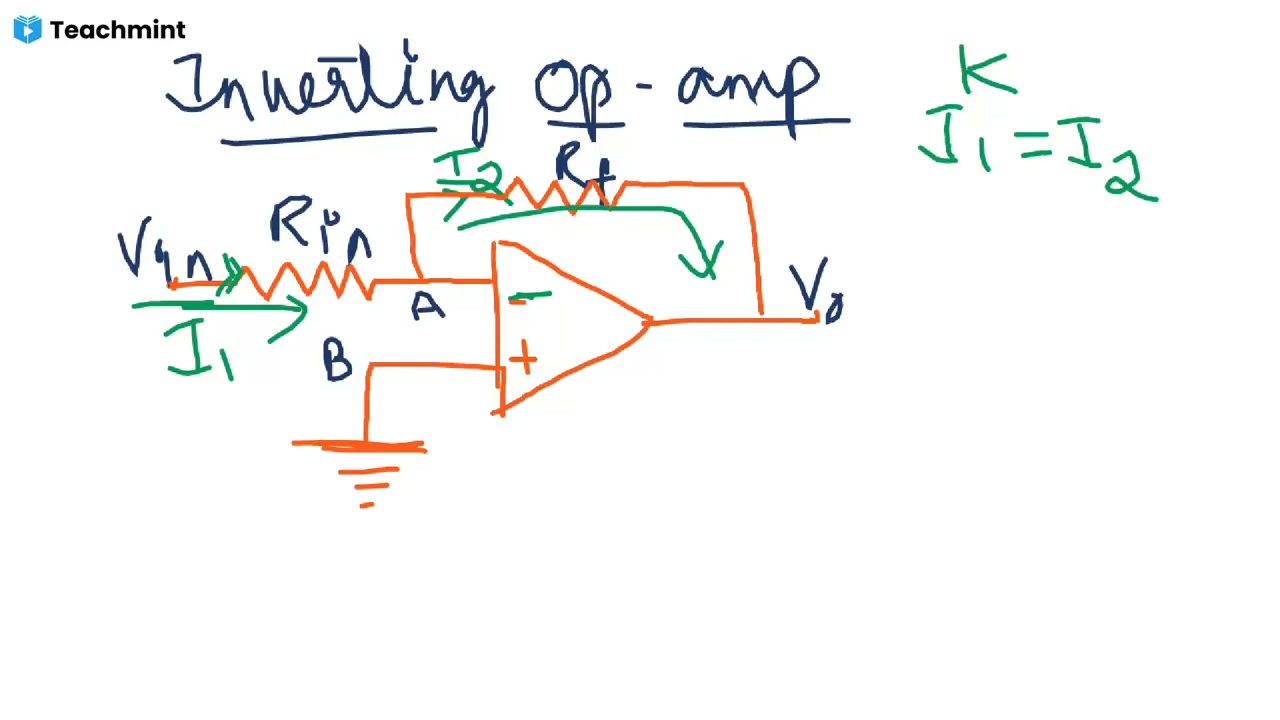 Teachmint
Inverting Op-amp
K
I1 = I2
I2
Rf
Rin
Vin
A
-
Vo
I1
B
+